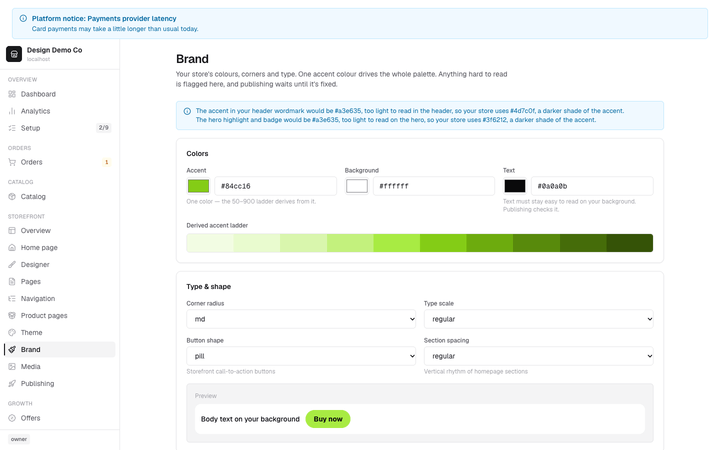 Platform notice: Payments provider latency
Card payments may take a little longer than usual today.
Design Demo Co
localhost
OVERVIEW
Dashboard
Analytics
Setup 2/9
ORDERS
Orders 1
CATALOG
Catalog
STOREFRONT
Overview
Home page
Designer
Pages
Navigation
Product pages
Theme
Brand
Media
Publishing
GROWTH
Offers
owner
Brand
Your store's colours, corners and type. One accent colour drives the whole palette. Anything hard to read
is flagged here, and publishing waits until it's fixed.
The accent in your header wordmark would be #a3e635, too light to read in the header, so your store uses #4d7c0f, a darker shade of the accent.
The hero highlight and badge would be #a3e635, too light to read on the hero, so your store uses #3f6212, a darker shade of the accent.
Colors
Accent Background Text
#84cc16 #ffffff #0a0a0b
One color — the 50–900 ladder derives from it.
Text must stay easy to read on your background.
Publishing checks it.
Derived accent ladder
Type & shape
Corner radius Type scale
md regular
Button shape Section spacing
pill regular
Storefront call-to-action buttons Vertical rhythm of homepage sections
Preview
Body text on your background Buy now